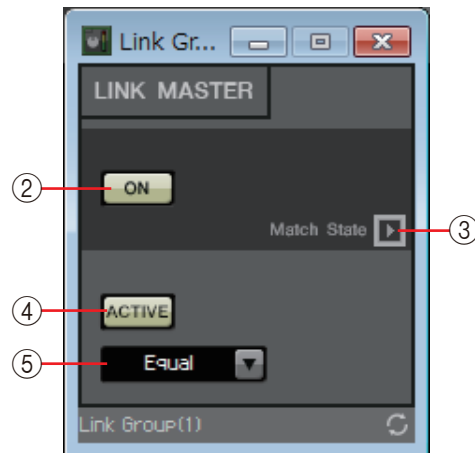 Link Gr...
LINK MASTER
② ON
Match State ③
④ ACTIVE
⑤ Equal
Link Group(1)